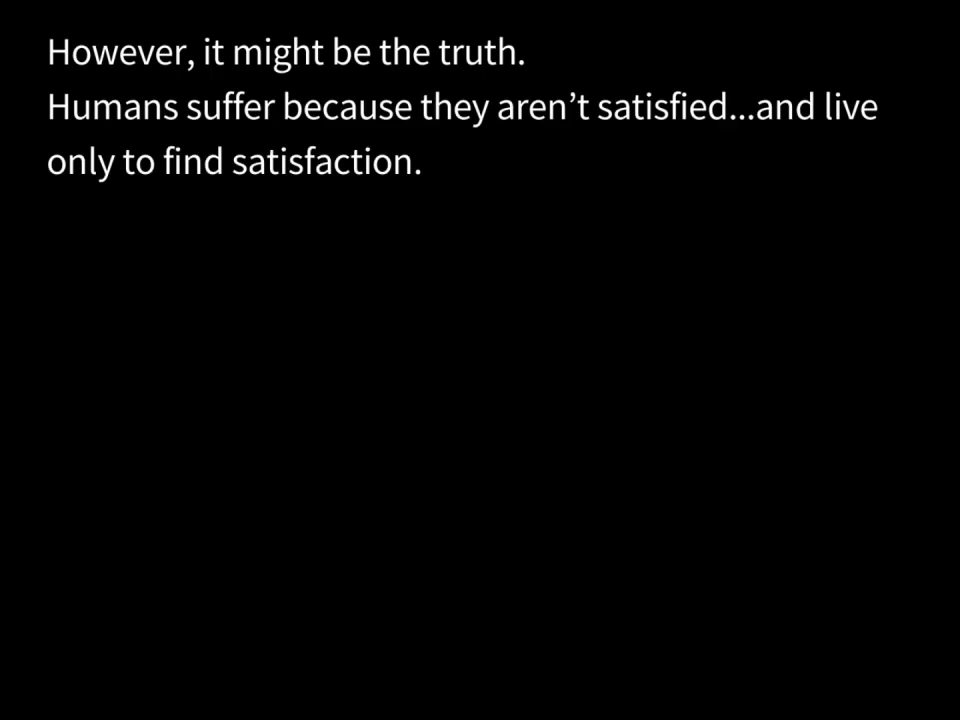 However, it might be the truth.
Humans suffer because they aren’t satisfied...and live
only to find satisfaction.